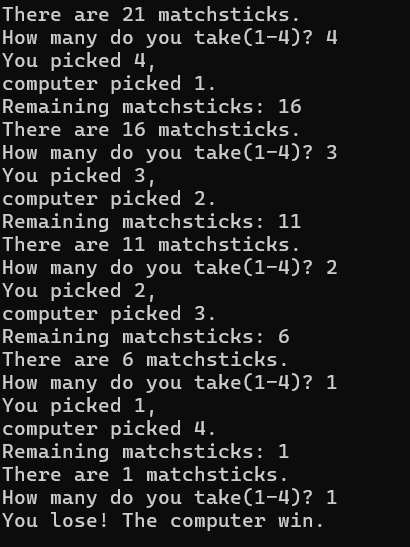 There are 21 matchsticks.
How many do you take(1-4)? 4
You picked 4,
computer picked 1.
Remaining matchsticks: 16
There are 16 matchsticks.
How many do you take(1-4)? 3
You picked 3,
computer picked 2.
Remaining matchsticks: 11
There are 11 matchsticks.
How many do you take(1-4)? 2
You picked 2,
computer picked 3.
Remaining matchsticks: 6
There are 6 matchsticks.
How many do you take(1-4)? 1
You picked 1,
computer picked 4.
Remaining matchsticks: 1
There are 1 matchsticks.
How many do you take(1-4)? 1
You lose! The computer win.